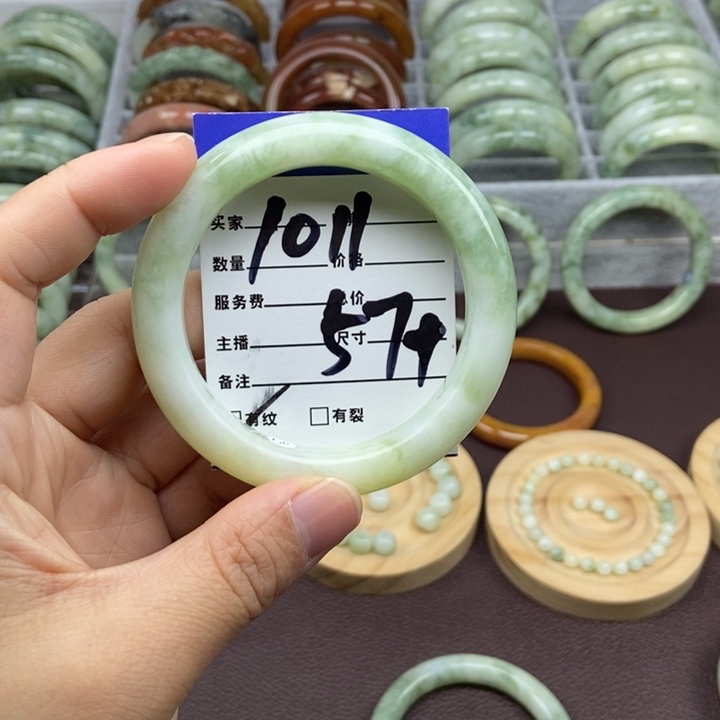 买家 1011
数量 价格
服务费 总价
主播 尺寸 57+
备注
有纹 有裂